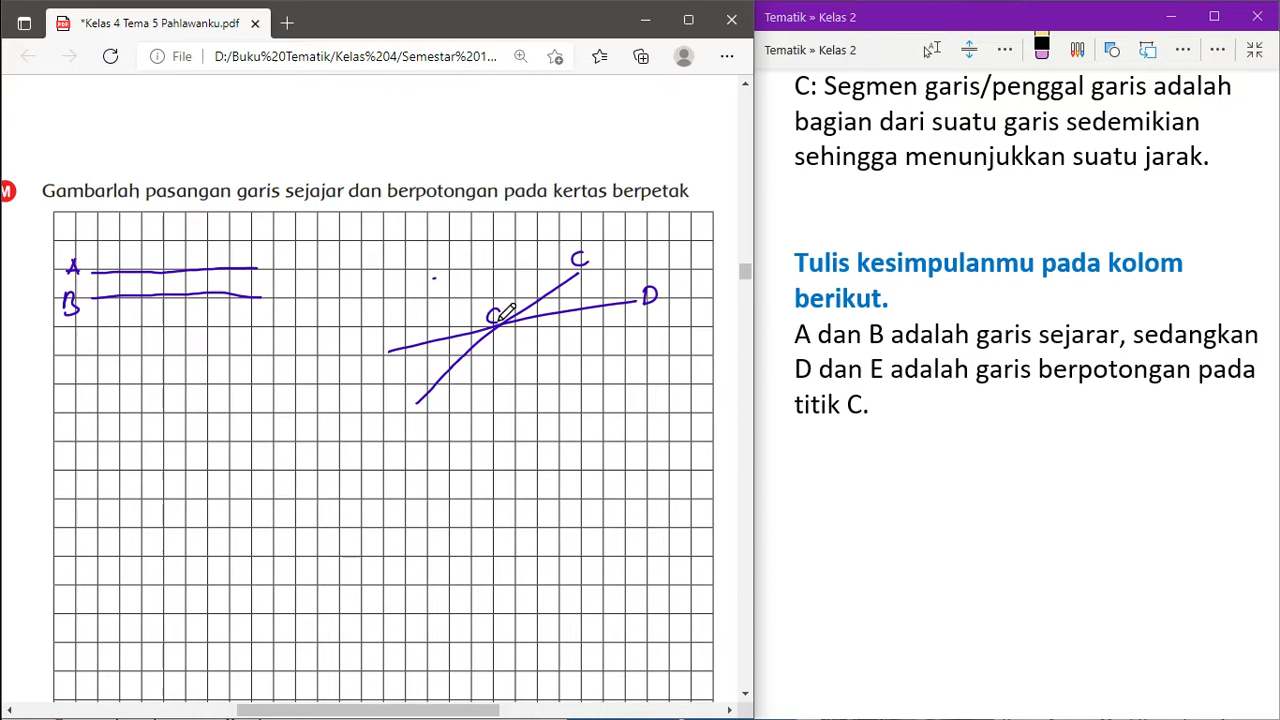 *Kelas 4 Tema 5 Pahlawanku.pdf
File D:/Buku%20Tematik/Kelas%204/Semestar%201...
M Gambarlah pasangan garis sejajar dan berpotongan pada kertas berpetak
A
B
C
D
C
Tematik » Kelas 2
Tematik » Kelas 2
C: Segmen garis/penggal garis adalah
bagian dari suatu garis sedemikian
sehingga menunjukkan suatu jarak.
Tulis kesimpulanmu pada kolom
berikut.
A dan B adalah garis sejarar, sedangkan
D dan E adalah garis berpotongan pada
titik C.